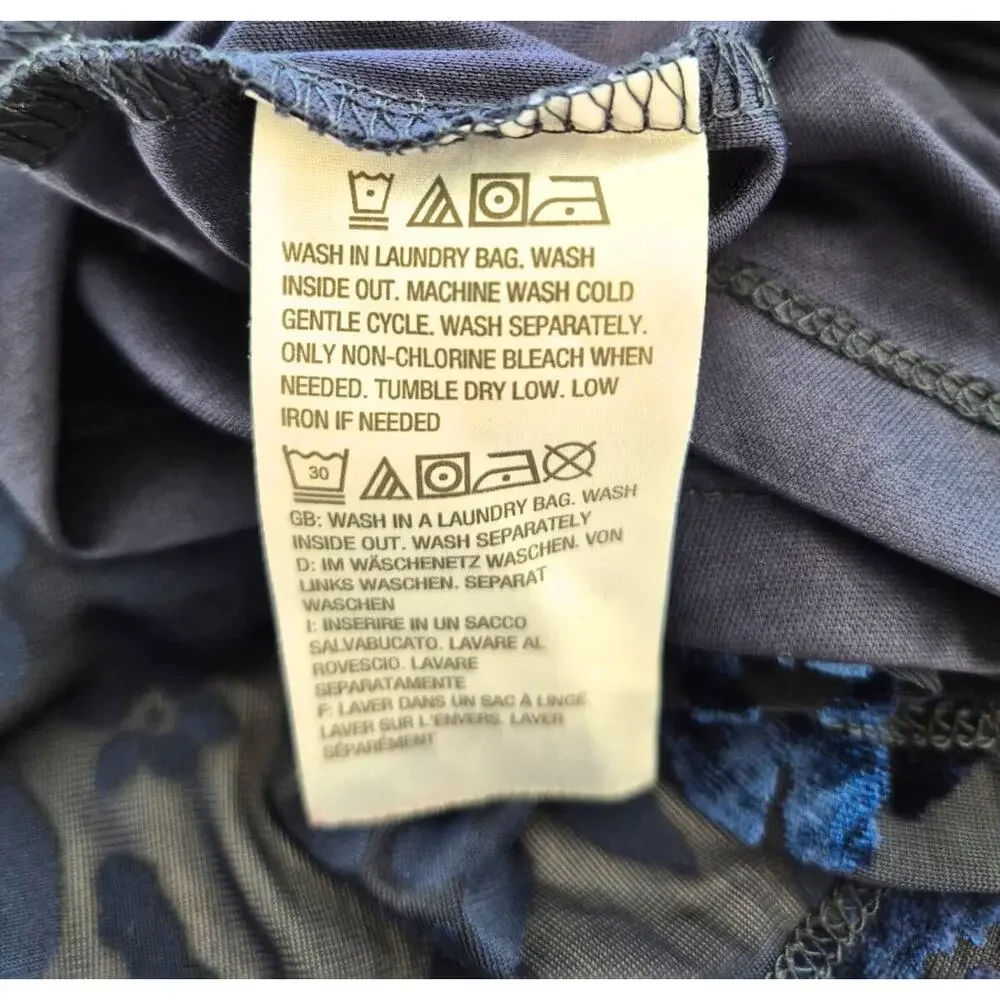 WASH IN LAUNDRY BAG. WASH
INSIDE OUT. MACHINE WASH COLD
GENTLE CYCLE. WASH SEPARATELY.
ONLY NON-CHLORINE BLEACH WHEN
NEEDED. TUMBLE DRY LOW. LOW
IRON IF NEEDED
30
GB: WASH IN A LAUNDRY BAG. WASH
INSIDE OUT. WASH SEPARATELY
D: IM WÄSCHENETZ WASCHEN. VON
LINKS WASCHEN. SEPARAT
WASCHEN
I: INSERIRE IN UN SACCO
SALVABUCATO. LAVARE AL
ROVESCIO. LAVARE
SEPARATAMENTE
F: LAVER DANS UN SAC À LINGE.
LAVER SUR L'ENVERS. LAVER
SÉPARÉMENT